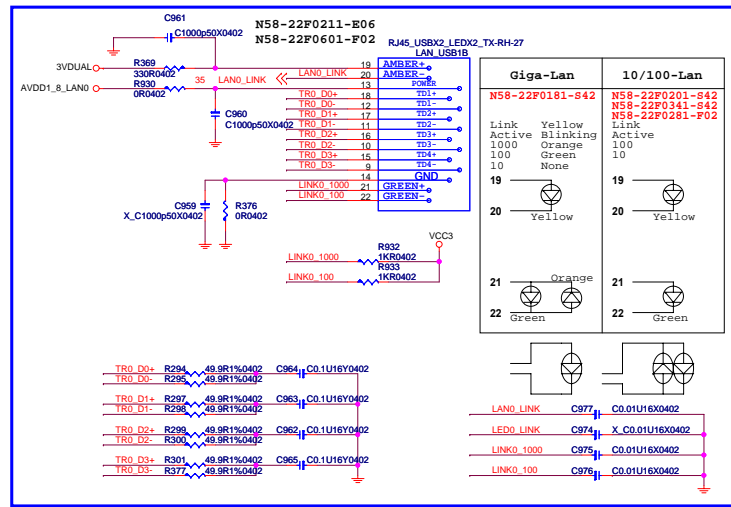 C961
C1000p50X0402
N58-22F0211-E06
N58-22F0601-F02
RJ45_USBX2_LEDX2_TX-RH-27
LAN_USB1B
3VDUAL
R369
330R0402
AVDD1_8_LAN0
R930
0R0402
35
LAN0_LINK
LAN0_LINK
C960
C1000p50X0402
19 AMBER+
20 AMBER-
13 POWER
TR0_D0+ 18 TD1+
TR0_D0- 12 TD1-
TR0_D1+ 17 TD2+
TR0_D1- 11 TD2-
TR0_D2+ 16 TD3+
TR0_D2- 10 TD3-
TR0_D3+ 15 TD4+
TR0_D3- 9 TD4-
14 GND
LINK0_1000 21 GREEN+
LINK0_100 22 GREEN-
C959
X_C1000p50X0402
R376
0R0402
VCC3
LINK0_1000
R932
1KR0402
LINK0_100
R933
1KR0402
Giga-Lan
10/100-Lan
N58-22F0181-S42
N58-22F0201-S42
N58-22F0341-S42
N58-22F0281-F02
Link Yellow
Active Blinking
1000 Orange
100 Green
10 None
Link
Active
100
10
19
20
Yellow
19
20
Yellow
21
22
Orange
Green
21
22
Green
TR0_D0+ R294 49.9R1%0402 C964 C0.1U16Y0402
TR0_D0- R295 49.9R1%0402
TR0_D1+ R297 49.9R1%0402 C963 C0.1U16Y0402
TR0_D1- R298 49.9R1%0402
TR0_D2+ R299 49.9R1%0402 C962 C0.1U16Y0402
TR0_D2- R300 49.9R1%0402
TR0_D3+ R301 49.9R1%0402 C965 C0.1U16Y0402
TR0_D3- R377 49.9R1%0402
LAN0_LINK C977 C0.01U16X0402
LED0_LINK C974 X_C0.01U16X0402
LINK0_1000 C975 C0.01U16X0402
LINK0_100 C976 C0.01U16X0402